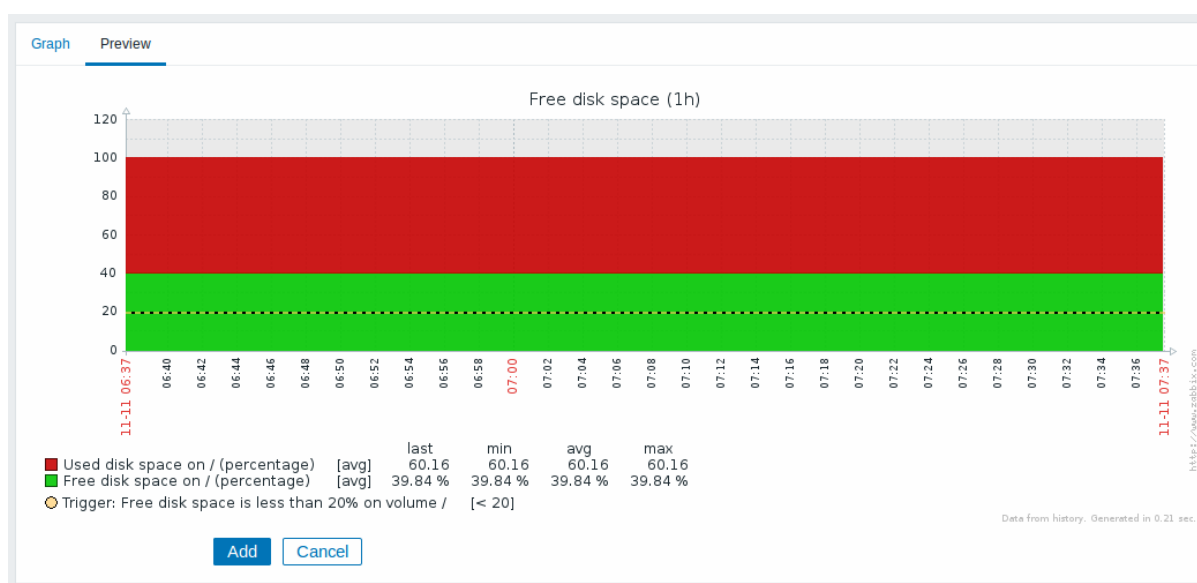 Graph Preview
Free disk space (1h)
120
100
80
60
40
20
0
11-11 06:37 06:40 06:42 06:44 06:46 06:48 06:50 06:52 06:54 06:56 06:58 07:00 07:02 07:04 07:06 07:08 07:10 07:12 07:14 07:16 07:18 07:20 07:22 07:24 07:26 07:28 07:30 07:32 07:34 07:36 11-11 07:37
http://www.zabbix.com
last min avg max
Used disk space on / (percentage) [avg] 60.16 60.16 60.16 60.16
Free disk space on / (percentage) [avg] 39.84 % 39.84 % 39.84 % 39.84 %
Trigger: Free disk space is less than 20% on volume / [< 20]
Data from history. Generated in 0.21 sec.
Add Cancel